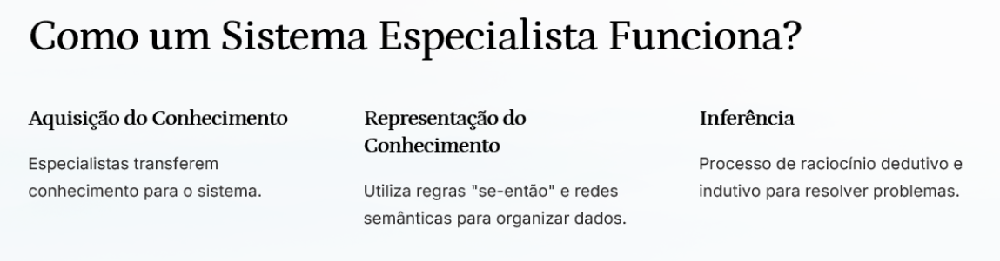 Como um Sistema Especialista Funciona?
Aquisição do Conhecimento
Especialistas transferem
conhecimento para o sistema.
Representação do
Conhecimento
Utiliza regras "se-então" e redes
semânticas para organizar dados.
Inferência
Processo de raciocínio dedutivo e
indutivo para resolver problemas.